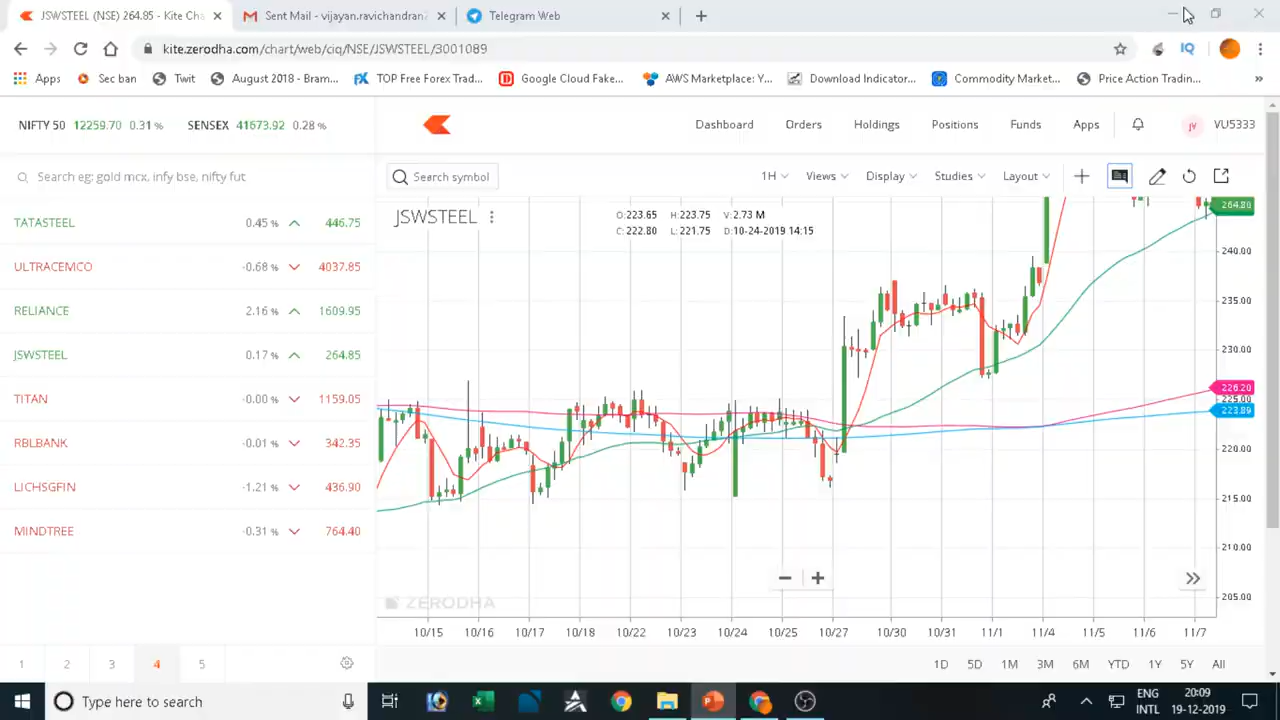 JSWSTEEL (NSE) 264.85 - Kite Cha
Sent Mail - vijayan.ravichandran
Telegram Web
kite.zerodha.com/chart/web/ciq/NSE/JSWSTEEL/3001089
Apps
Sec ban
Twit
August 2018 - Bram...
TOP Free Forex Trad...
Google Cloud Fake...
AWS Marketplace: Y...
Download Indicator...
Commodity Market...
Price Action Tradin...
NIFTY 50 12259.70 0.31 %
SENSEX 41673.92 0.28 %
Dashboard
Orders
Holdings
Positions
Funds
Apps
VU5333
Search eg: gold mcx, infy bse, nifty fut
Search symbol
1H
Views
Display
Studies
Layout
TATASTEEL 0.45 % 446.75
ULTRACEMCO -0.68 % 4037.85
RELIANCE 2.16 % 1609.95
JSWSTEEL 0.17 % 264.85
TITAN -0.00 % 1159.05
RBLBANK -0.01 % 342.35
LICHSGFIN -1.21 % 436.90
MINDTREE -0.31 % 764.40
1 2 3 4 5
JSWSTEEL
O:223.65 H:223.75 V:2.73 M
C:222.80 L:221.75 D:10-24-2019 14:15
240.00
235.00
230.00
226.20
225.00
223.89
220.00
215.00
210.00
205.00
ZERODHA
10/15 10/16 10/17 10/18 10/22 10/23 10/24 10/25 10/27 10/30 10/31 11/1 11/4 11/5 11/6 11/7
1D 5D 1M 3M 6M YTD 1Y 5Y All
Type here to search
ENG
INTL
20:09
19-12-2019